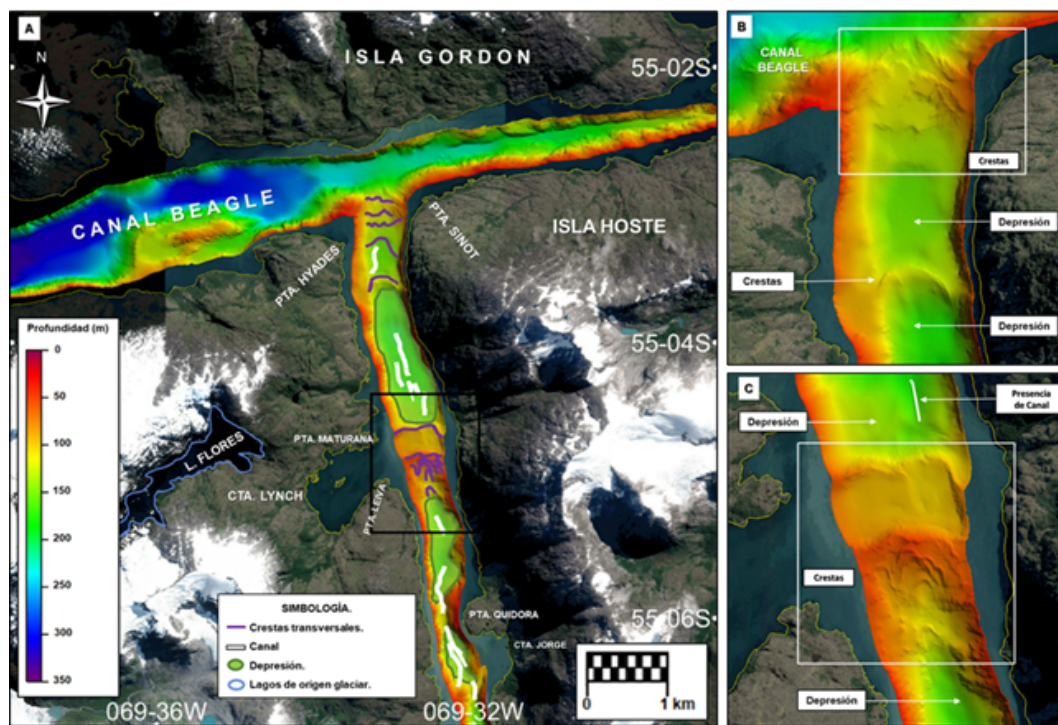 A
N
ISLA GORDON
55-02S
CANAL BEAGLE
PTA. HYADES
PTA. SINOT
ISLA HOSTE
Profundidad (m)
0
50
100
150
200
250
300
350
55-04S
L. FLORES
PTA. MATURANA
CTA. LYNCH
PTA. LENA
SIMBOLOGÍA.
Crestas transversales.
Canal
Depresión.
Lagos de origen glaciar.
PTA. QUIDORA
55-06S
CTA. JORGE
0
1 km
069-36W
069-32W
B
CANAL
BEAGLE
Crestas
Depresión
Crestas
Depresión
C
Presencia
de Canal
Depresión
Crestas
Depresión